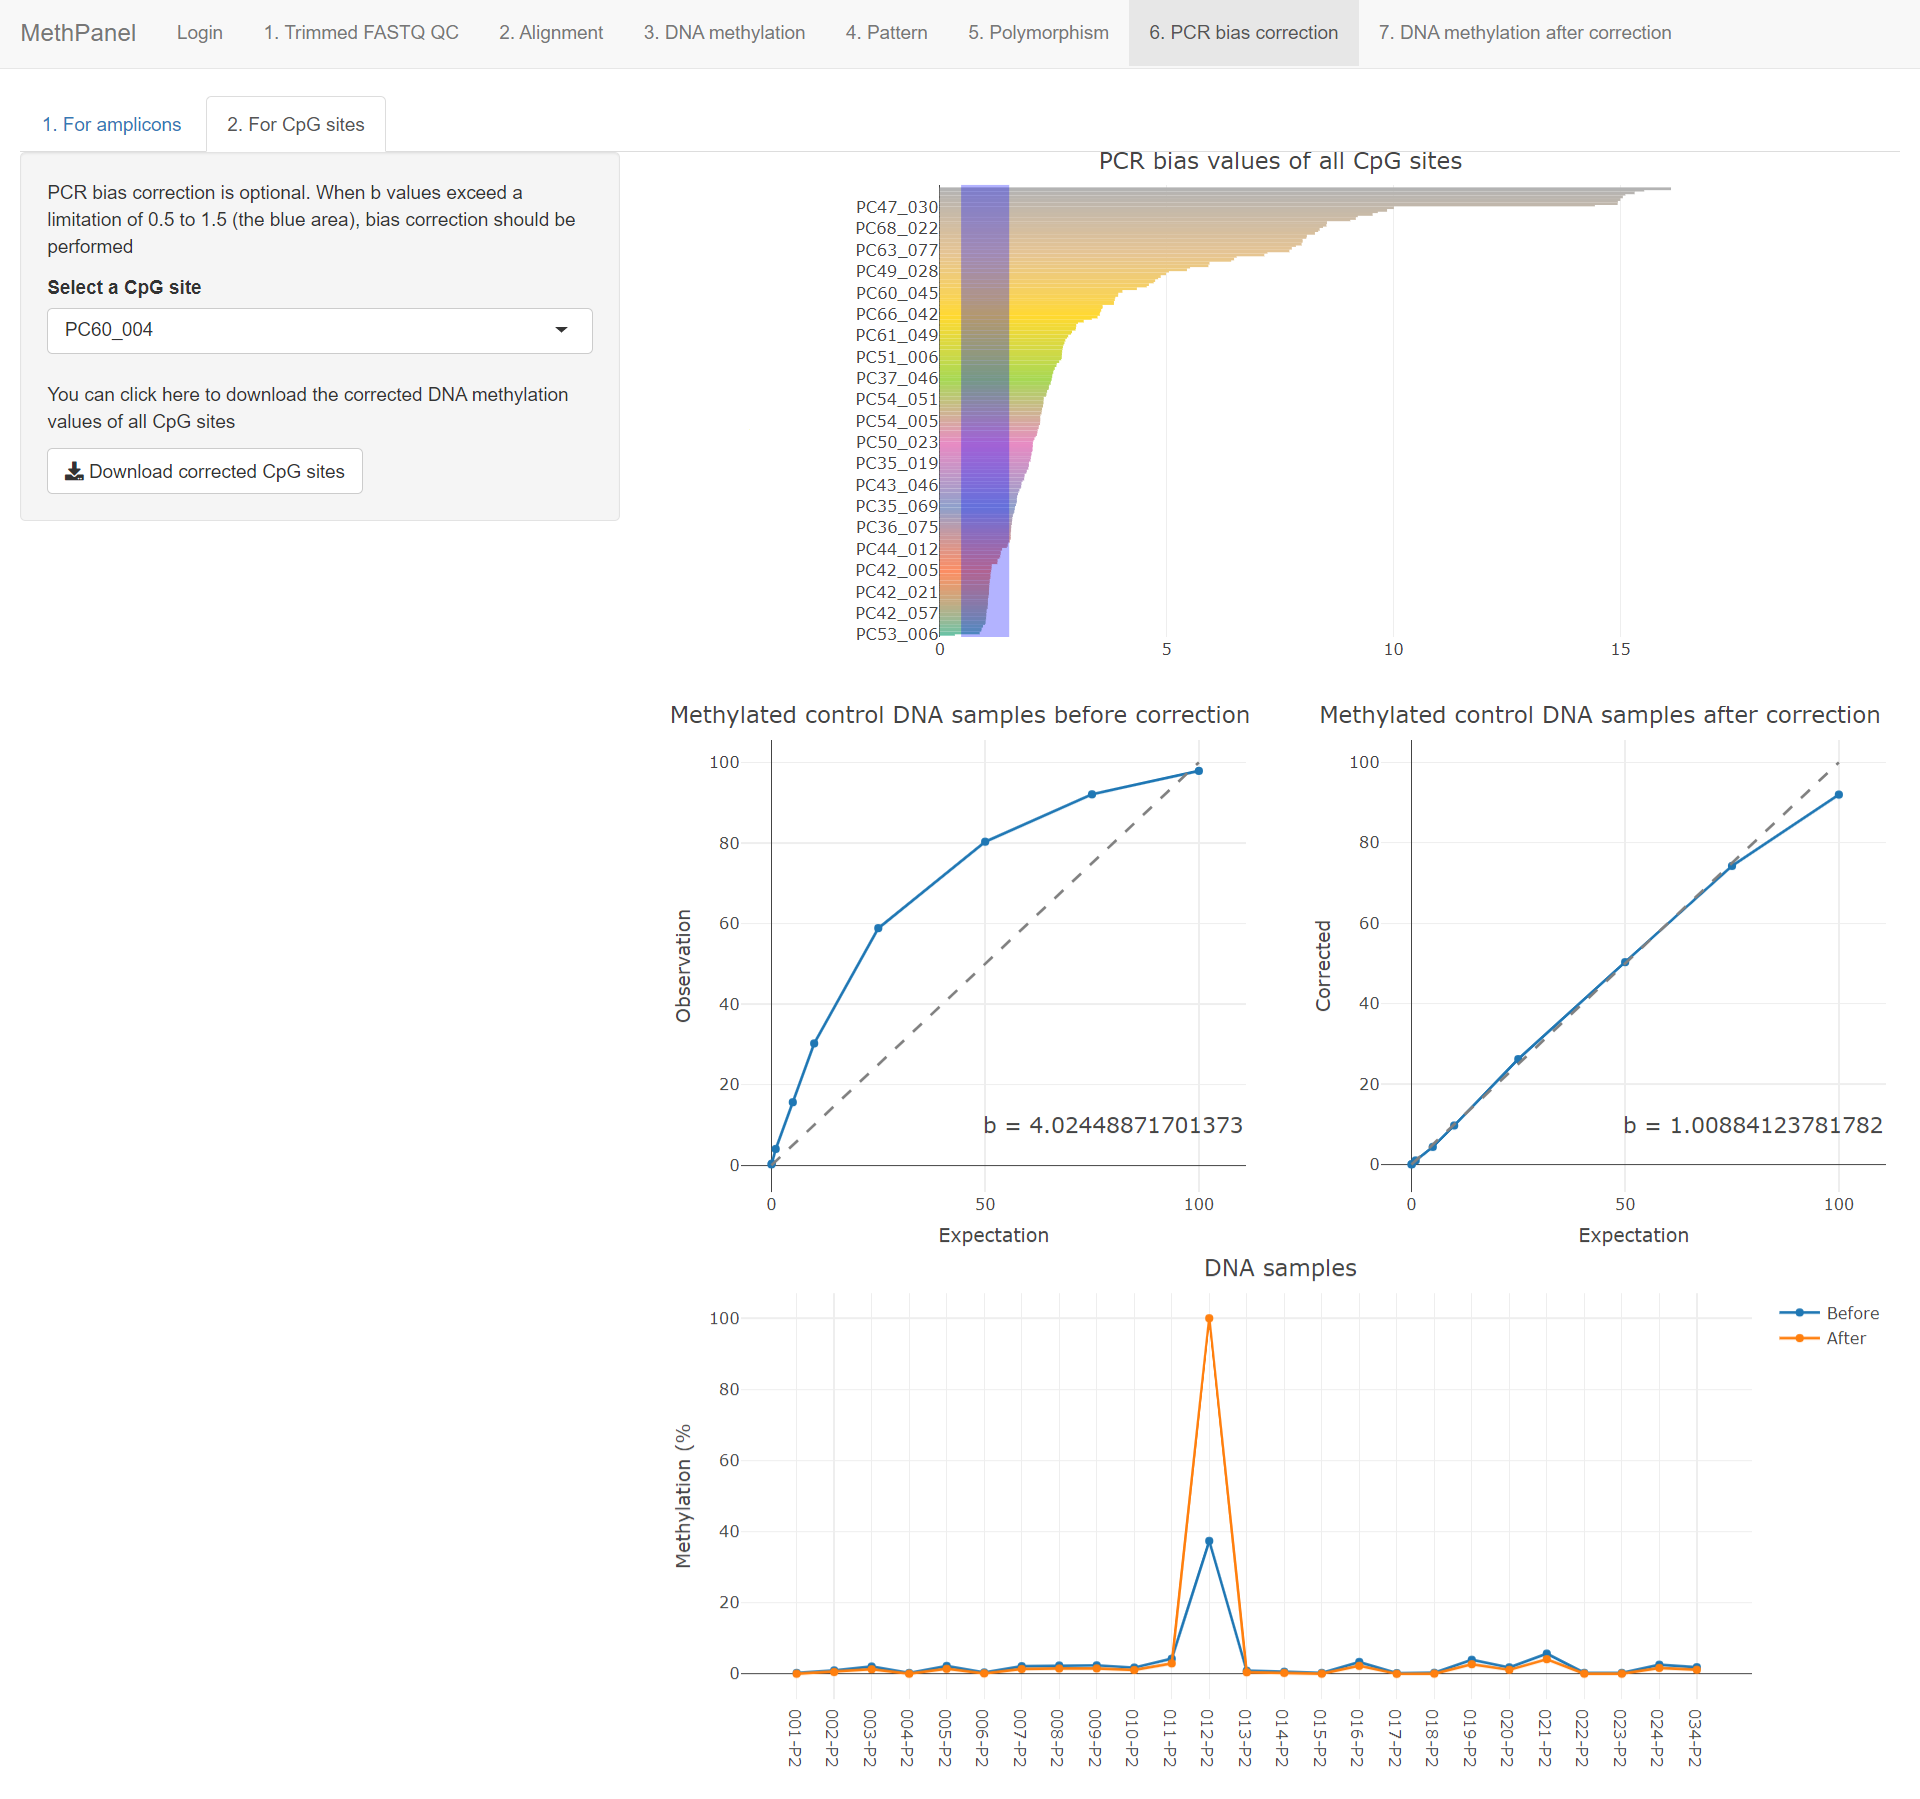 MethPanel Login 1. Trimmed FASTQ QC 2. Alignment 3. DNA methylation 4. Pattern 5. Polymorphism 6. PCR bias correction 7. DNA methylation after correction
1. For amplicons 2. For CpG sites
PCR bias correction is optional. When b values exceed a
limitation of 0.5 to 1.5 (the blue area), bias correction should be
performed
Select a CpG site
PC60_004
You can click here to download the corrected DNA methylation
values of all CpG sites
Download corrected CpG sites
PCR bias values of all CpG sites
PC47_030
PC68_022
PC63_077
PC49_028
PC60_045
PC66_042
PC61_049
PC51_006
PC37_046
PC54_051
PC54_005
PC50_023
PC35_019
PC43_046
PC35_069
PC36_075
PC44_012
PC42_005
PC42_021
PC42_057
PC53_006
0 5 10 15
Methylated control DNA samples before correction
100
80
60
40
20
0
Observation
b = 4.02448871701373
0 50 100
Expectation
Methylated control DNA samples after correction
100
80
60
40
20
0
Corrected
b = 1.00884123781782
0 50 100
Expectation
DNA samples
100
80
60
40
20
0
Methylation (%
Before
After
001-P2
002-P2
003-P2
004-P2
005-P2
006-P2
007-P2
008-P2
009-P2
010-P2
011-P2
012-P2
013-P2
014-P2
015-P2
016-P2
017-P2
018-P2
019-P2
020-P2
021-P2
022-P2
023-P2
024-P2
034-P2